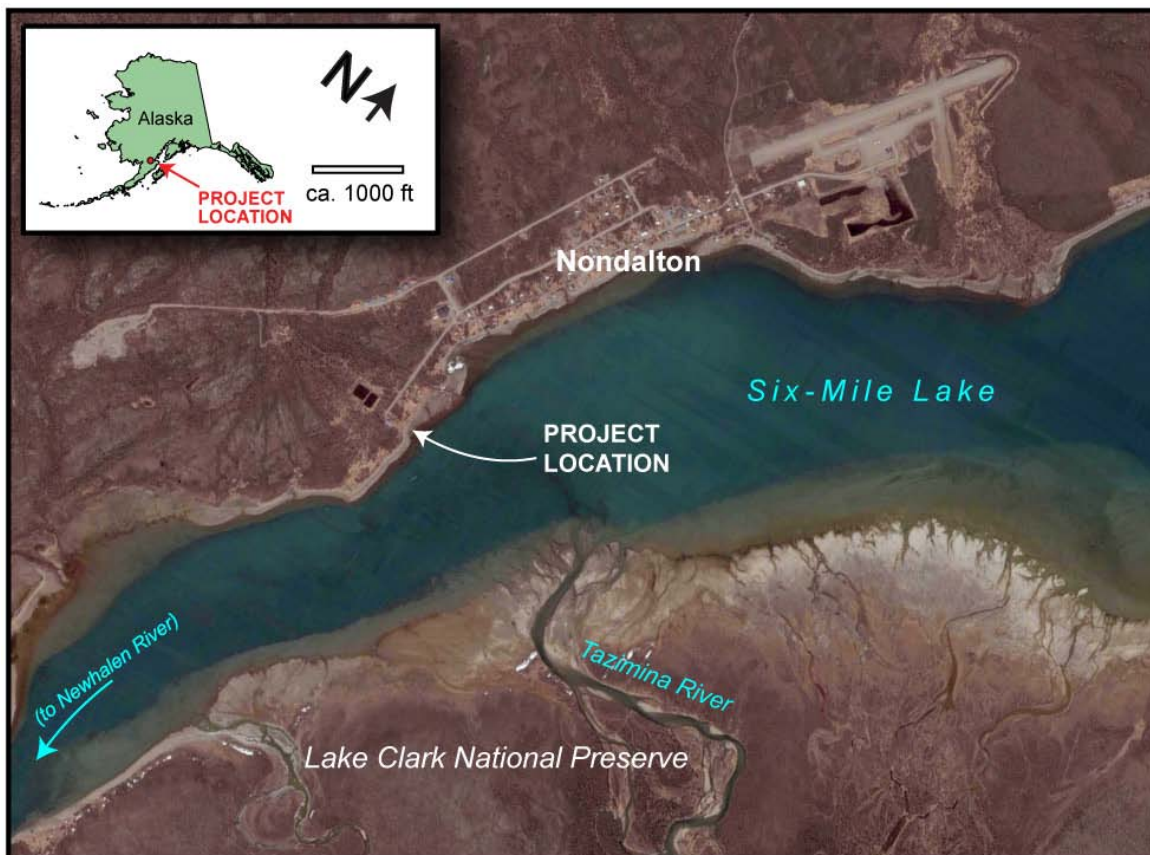 N
Alaska
PROJECT
LOCATION
ca. 1000 ft
Nondalton
Six-Mile Lake
PROJECT
LOCATION
(to Newhalen River)
Tazimina River
Lake Clark National Preserve